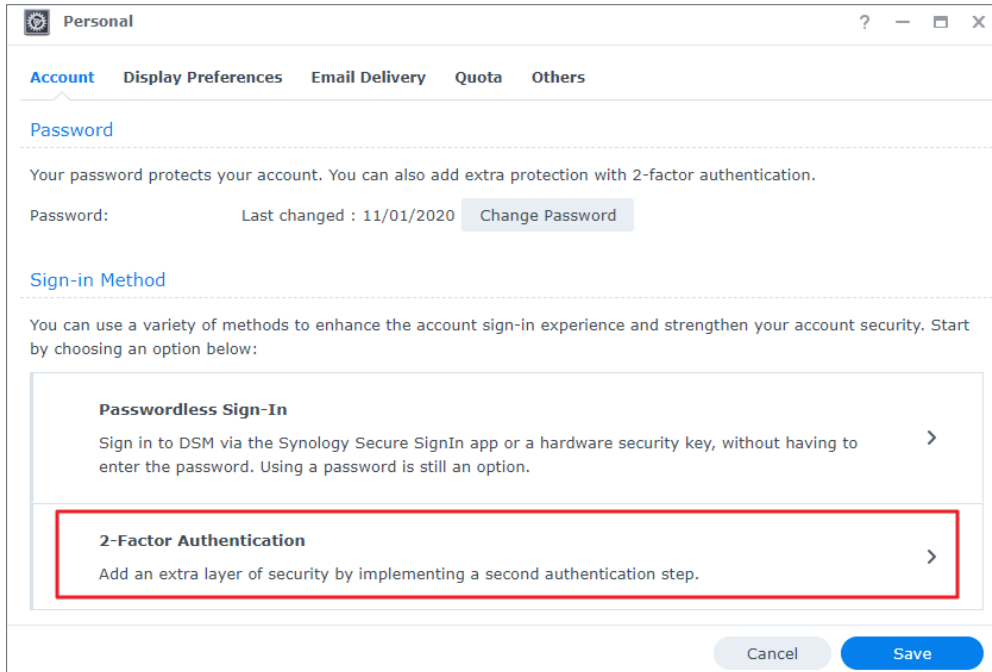 Personal
Account Display Preferences Email Delivery Quota Others
Password
Your password protects your account. You can also add extra protection with 2-factor authentication.
Password: Last changed : 11/01/2020 Change Password
Sign-in Method
You can use a variety of methods to enhance the account sign-in experience and strengthen your account security. Start
by choosing an option below:
Passwordless Sign-In
Sign in to DSM via the Synology Secure SignIn app or a hardware security key, without having to
enter the password. Using a password is still an option.
2-Factor Authentication
Add an extra layer of security by implementing a second authentication step.
Cancel Save